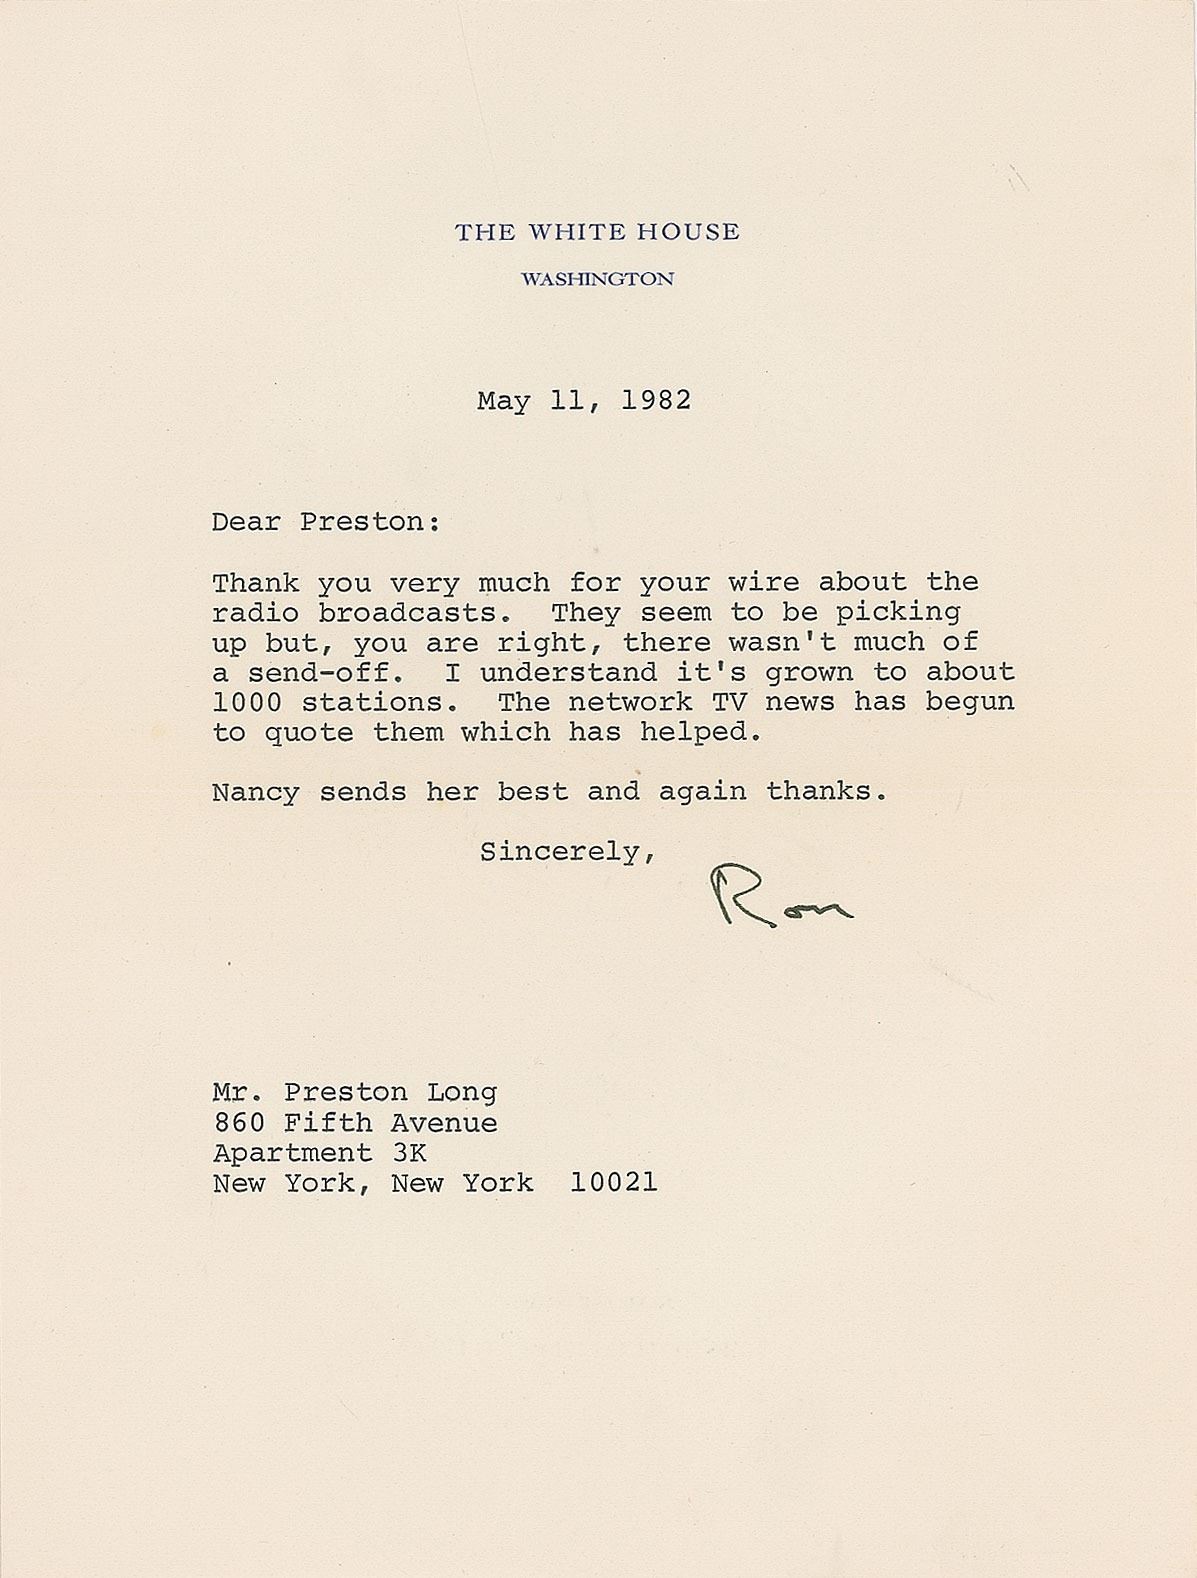 THE WHITE HOUSE
WASHINGTON
May 11, 1982
Dear Preston:
Thank you very much for your wire about the
radio broadcasts. They seem to be picking
up but, you are right, there wasn't much of
a send-off. I understand it's grown to about
1000 stations. The network TV news has begun
to quote them which has helped.
Nancy sends her best and again thanks.
Sincerely,
Ron
Mr. Preston Long
860 Fifth Avenue
Apartment 3K
New York, New York 10021